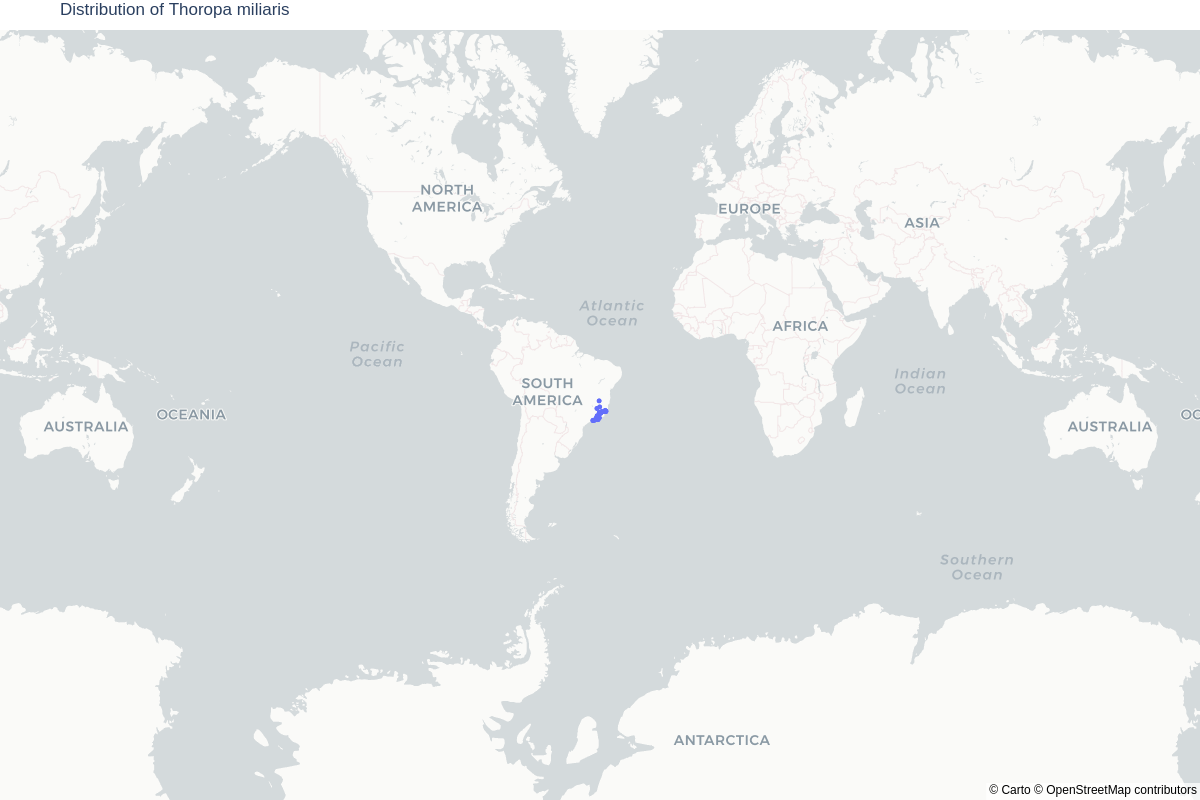 Distribution of Thoropa miliaris
NORTH
AMERICA
EUROPE
ASIA
Atlantic
Ocean
AFRICA
Pacific
Ocean
Indian
Ocean
SOUTH
AMERICA
OCEANIA
OC
AUSTRALIA
AUSTRALIA
Southern
Ocean
ANTARCTICA
© Carto © OpenStreetMap contributors